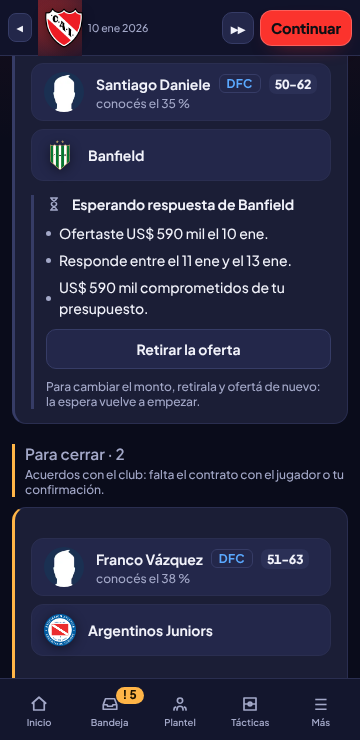 10 ene 2026
Continuar
Santiago Daniele DFC 50-62
conocés el 35 %
Banfield
Esperando respuesta de Banfield
Ofertaste US$ 590 mil el 10 ene.
Responde entre el 11 ene y el 13 ene.
US$ 590 mil comprometidos de tu
presupuesto.
Retirar la oferta
Para cambiar el monto, retirala y ofertá de nuevo:
la espera vuelve a empezar.
Para cerrar · 2
Acuerdos con el club: falta el contrato con el jugador o tu
confirmación.
Franco Vázquez DFC 51-63
conocés el 38 %
Argentinos Juniors
! 5
Inicio Bandeja Plantel Tácticas Más